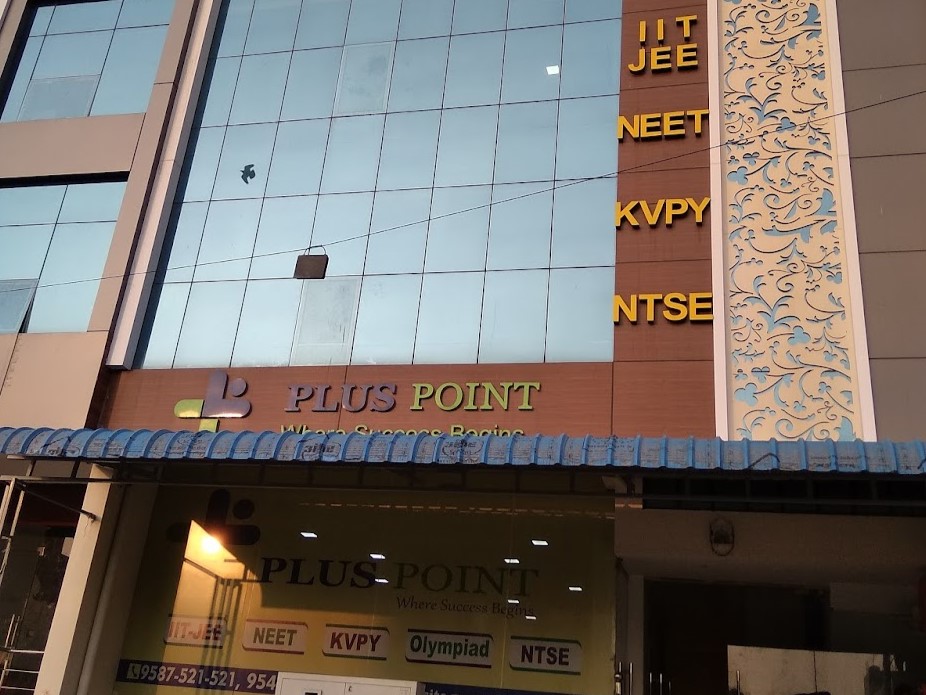 IIT
JEE
NEET
KVPY
NTSE
PLUS POINT
Where Success Begins
PLUS POINT
Where Success Begins
IIT-JEE NEET KVPY Olympiad NTSE
9587-521-521, 954